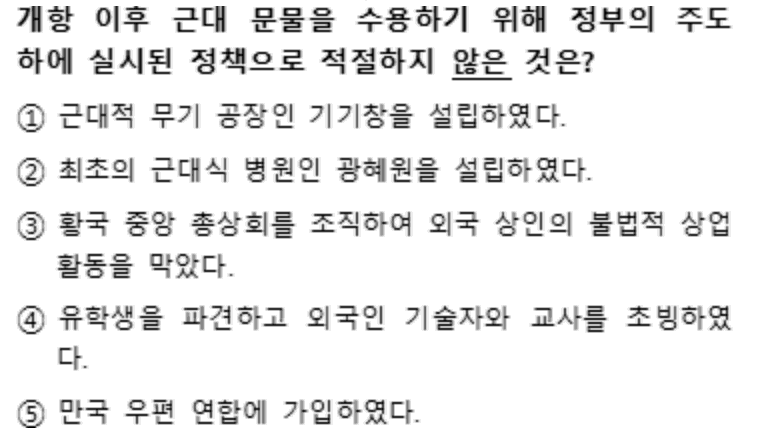 개항 이후 근대 문물을 수용하기 위해 정부의 주도
하에 실시된 정책으로 적절하지 않은 것은?
① 근대적 무기 공장인 기기창을 설립하였다.
② 최초의 근대식 병원인 광혜원을 설립하였다.
③ 황국 중앙 총상회를 조직하여 외국 상인의 불법적 상업
활동을 막았다.
④ 유학생을 파견하고 외국인 기술자와 교사를 초빙하였
다.
⑤ 만국 우편 연합에 가입하였다.